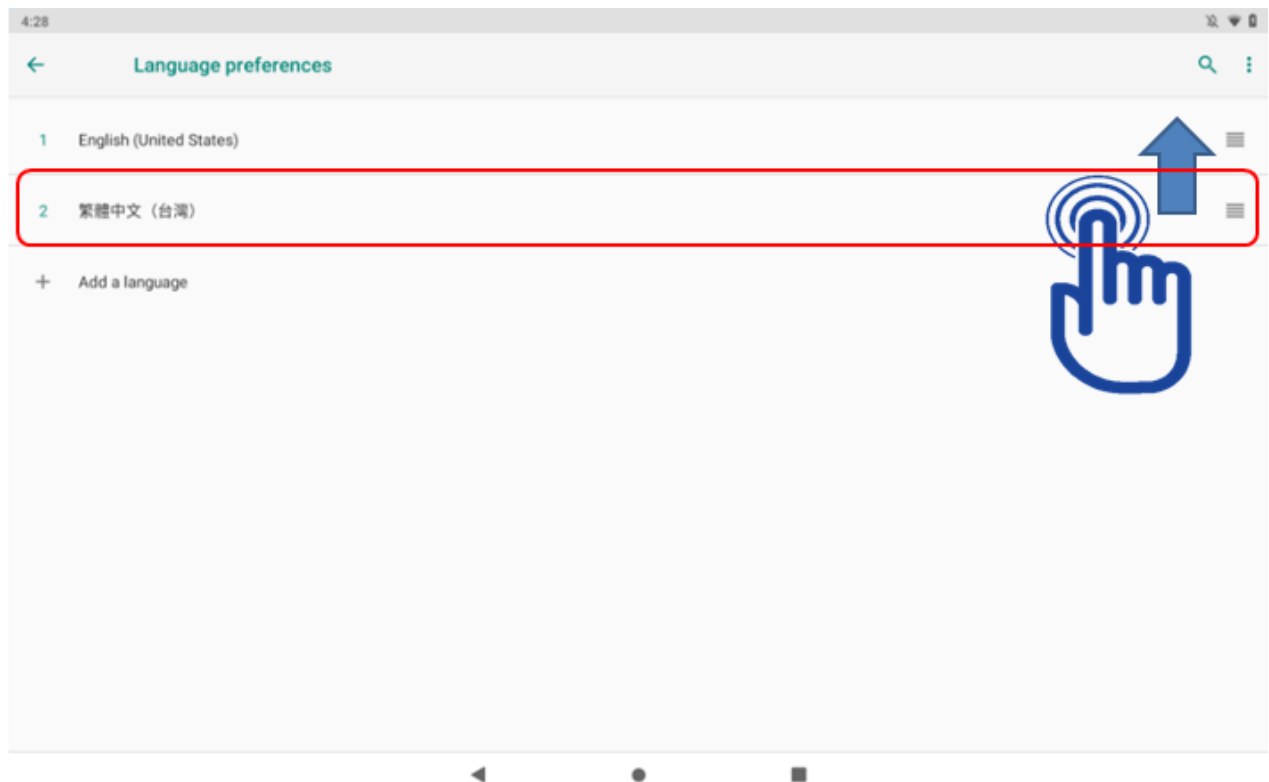 4:28
Language preferences
1 English (United States)
2 繁體中文（台灣）
Add a language